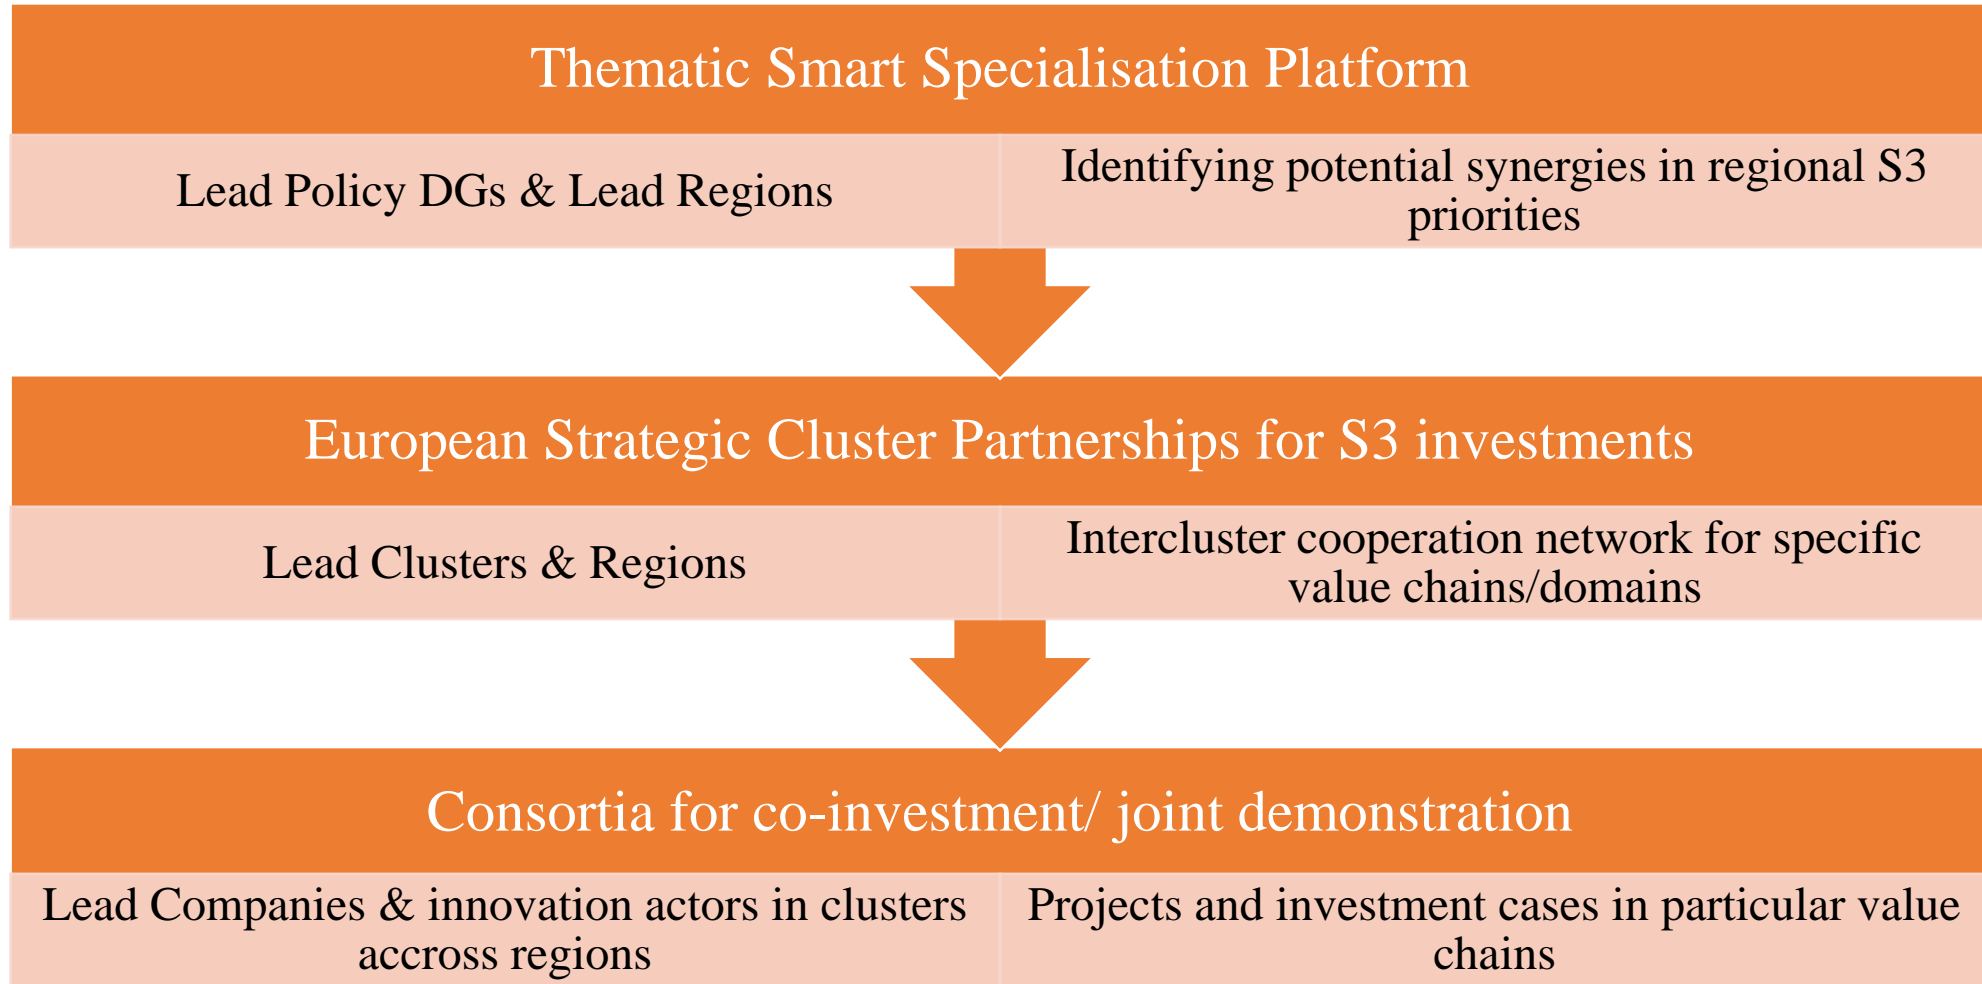 Thematic Smart Specialisation Platform
Lead Policy DGs & Lead Regions
Identifying potential synergies in regional S3
priorities
European Strategic Cluster Partnerships for S3 investments
Lead Clusters & Regions
Intercluster cooperation network for specific
value chains/domains
Consortia for co-investment/ joint demonstration
Lead Companies & innovation actors in clusters
accross regions
Projects and investment cases in particular value
chains